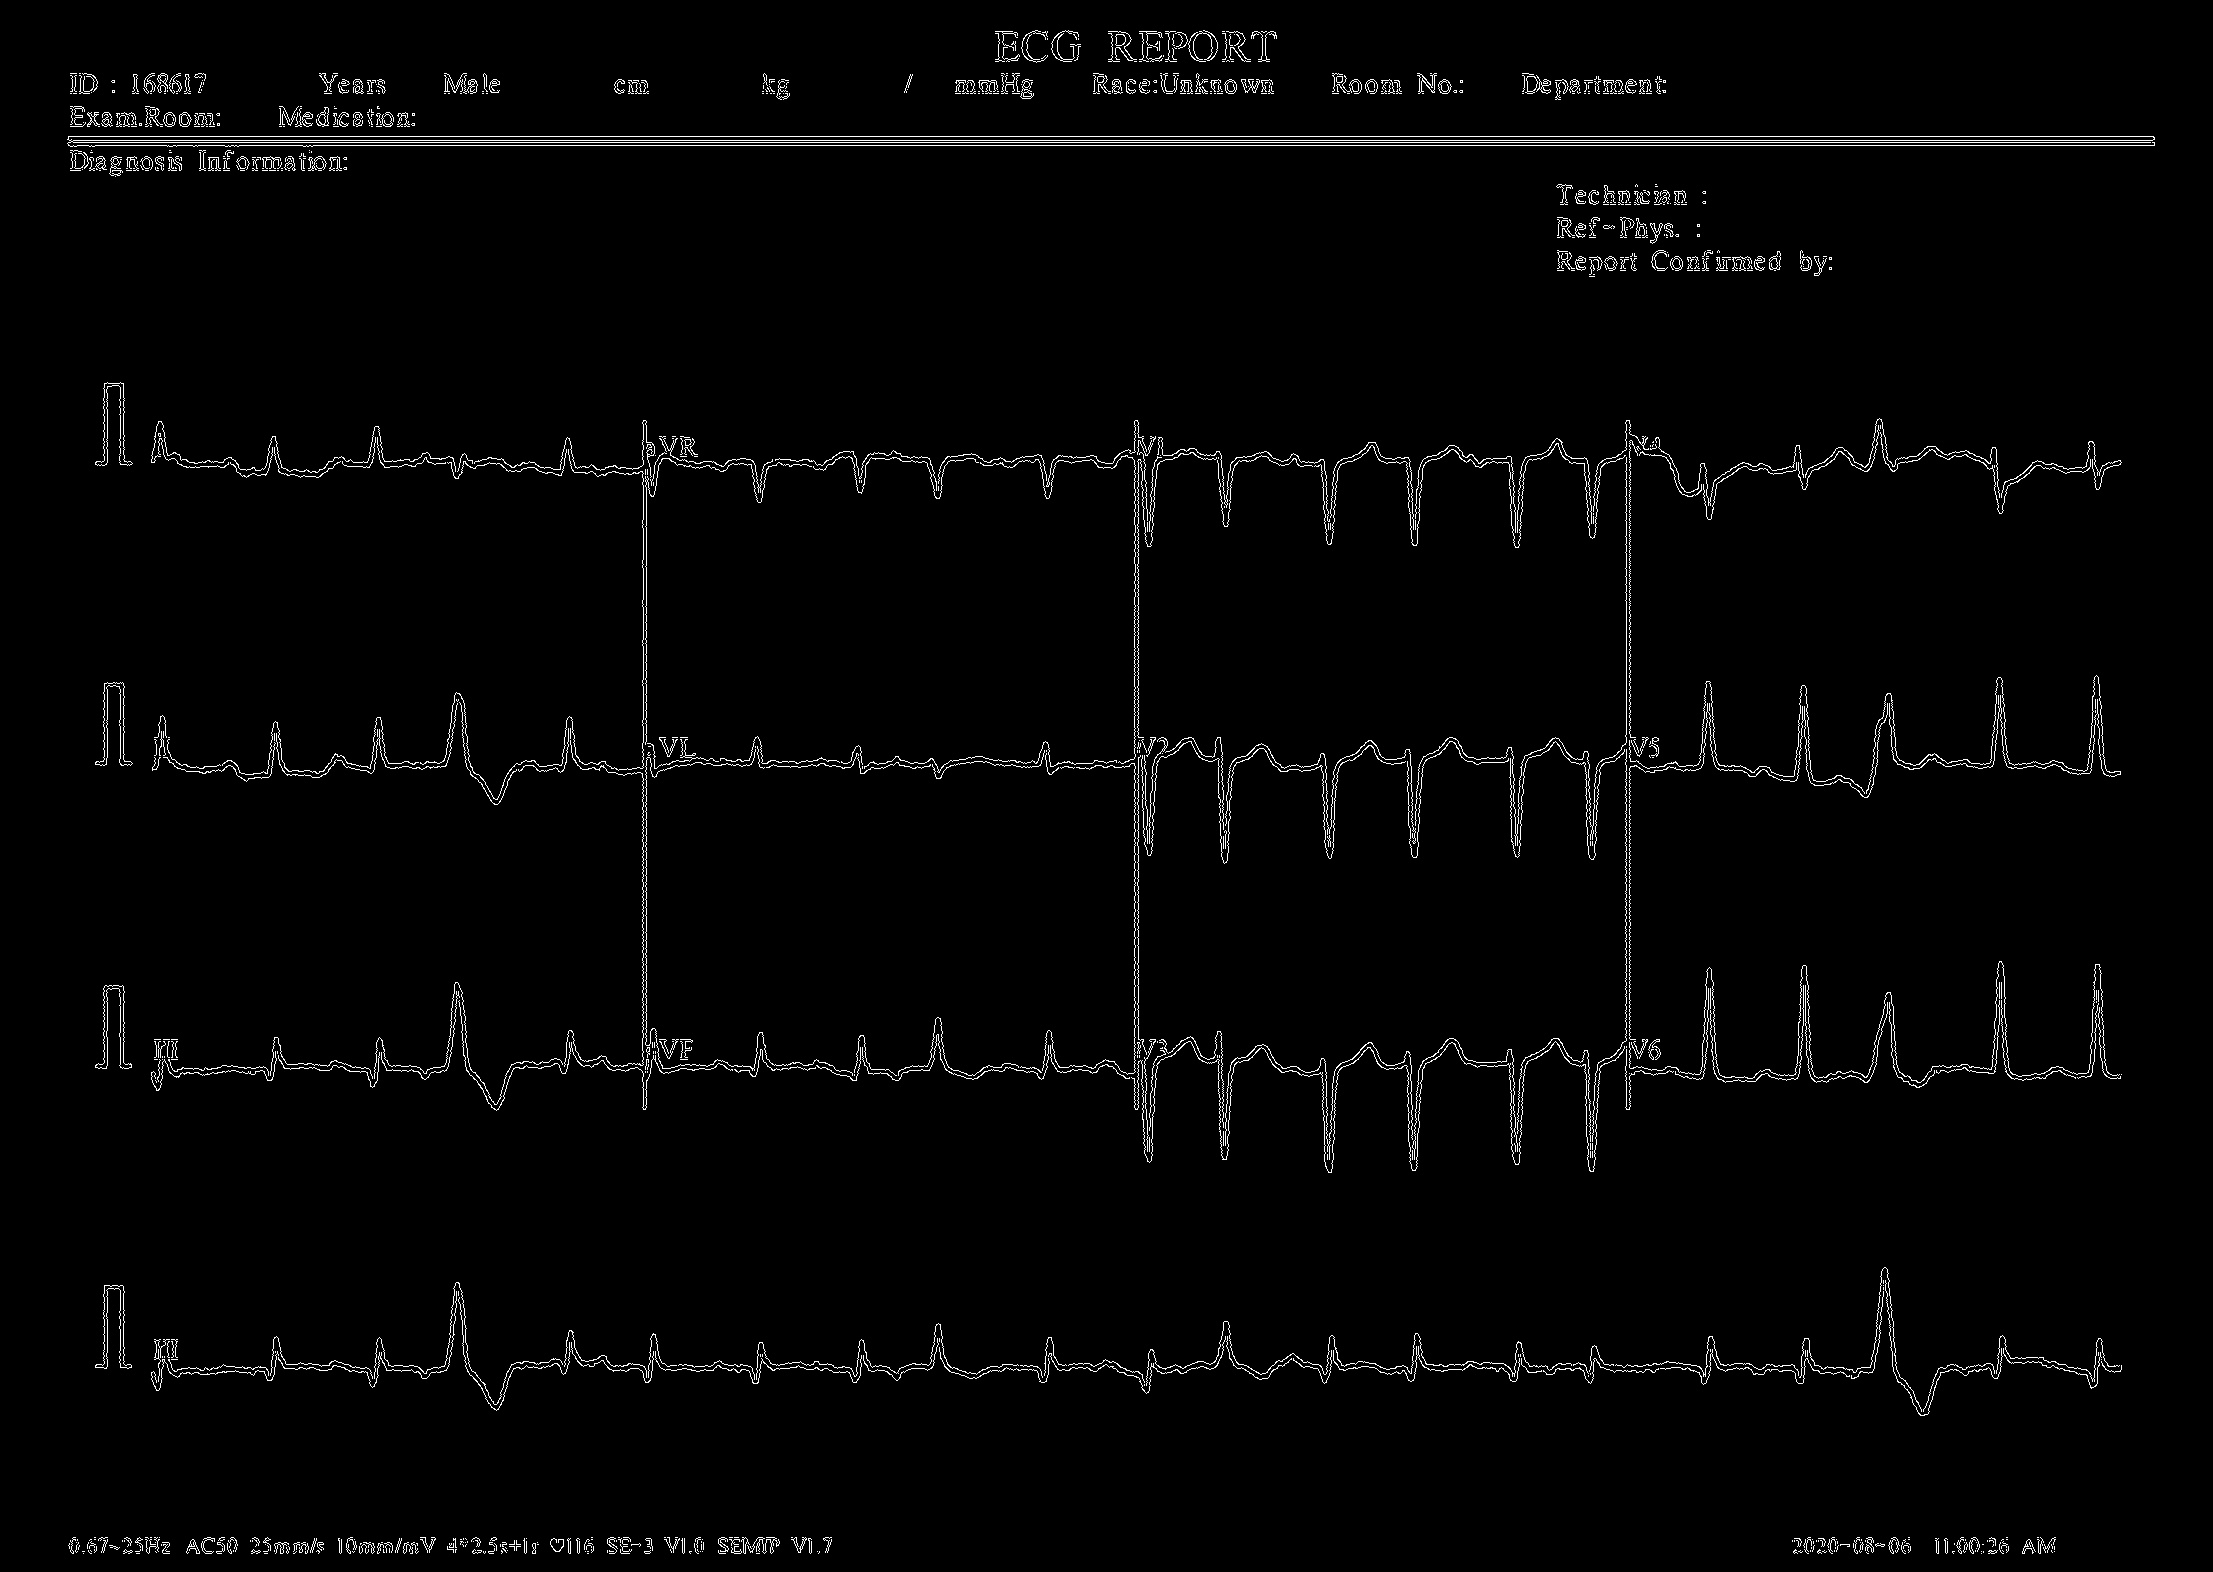 ECG REPORT
ID : 168617 Years Male cm kg / mmHg Race:Unknown Room No.: Department:
Exam.Room: Medication:
Diagnosis Information:
Technician :
Ref-Phys. :
Report Confirmed by:
aVR V1
II aVL V2 V5
III aVF V3 V6
III
0.67~25Hz AC50 25mm/s 10mm/mV 4*2.5s+1r ♡116 SE-3 V1.0 SEMIP V1.7 2020-08-06 11:00:26 AM